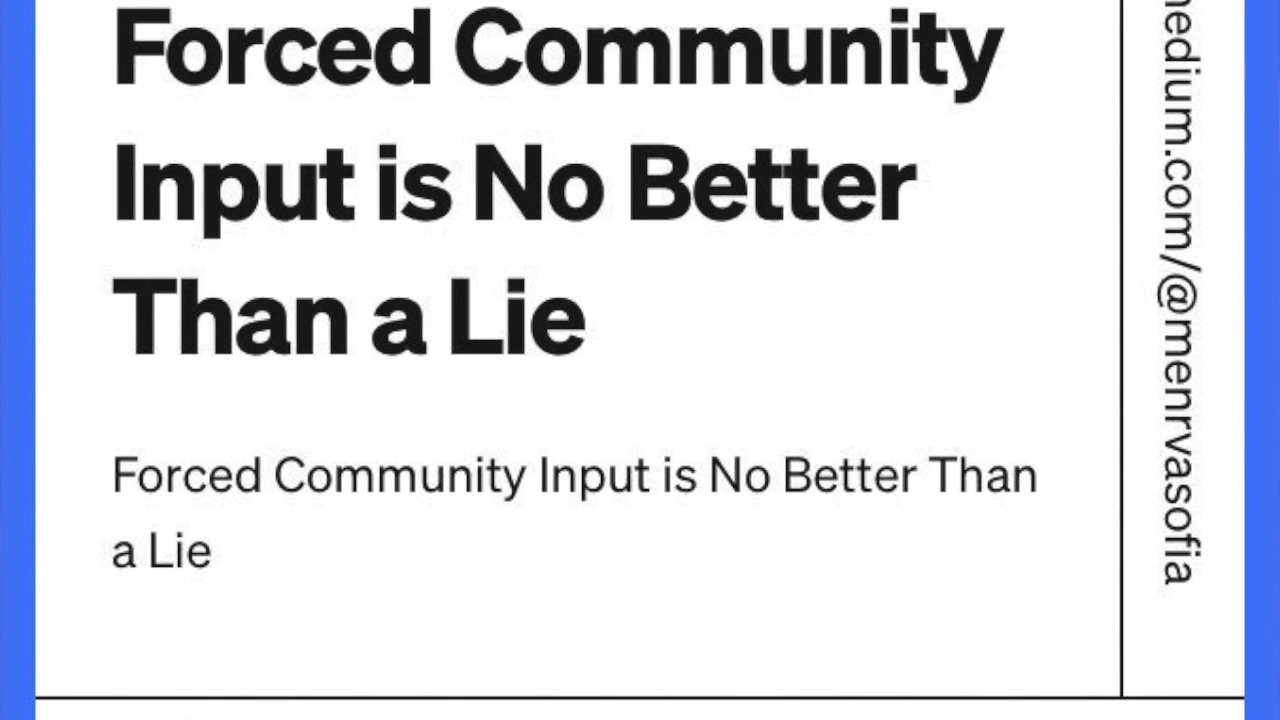 Forced Community
Input is No Better
Than a Lie
Forced Community Input is No Better Than
a Lie
medium.com/@menrvasofia